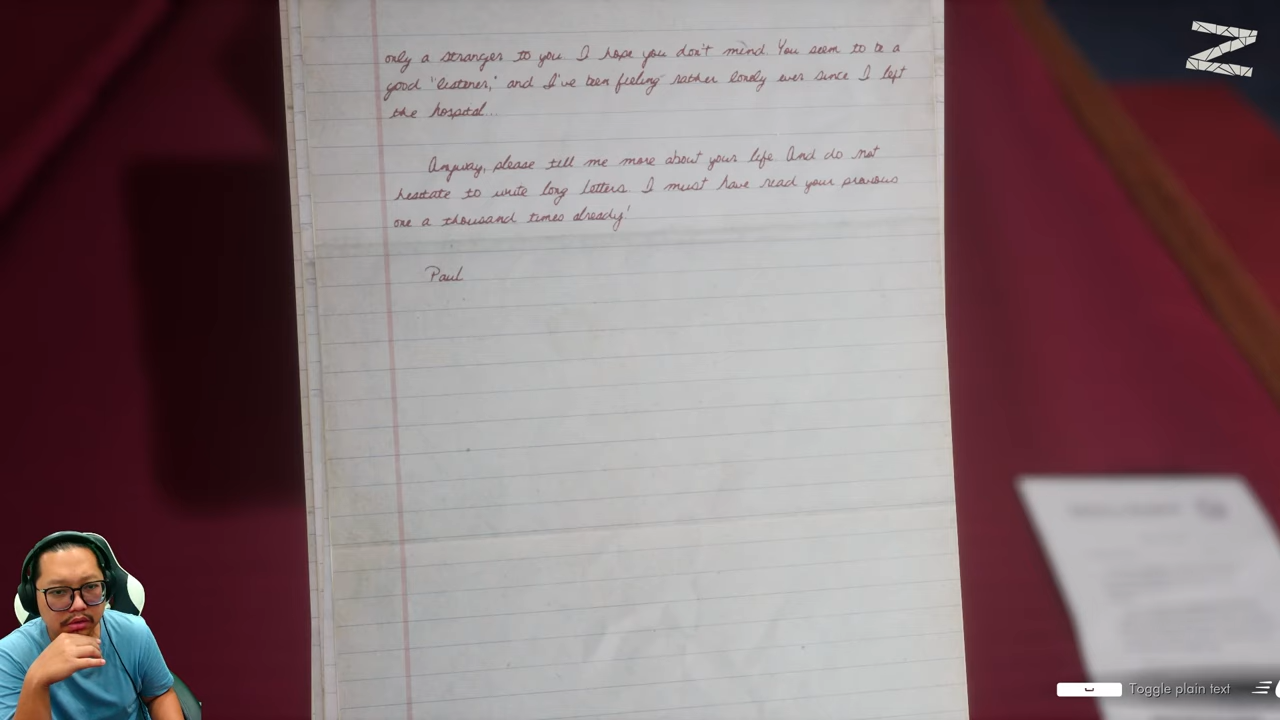 only a stranger to you. I hope you don't mind. You seem to be a
good "listener," and I've been feeling rather lonely ever since I left
the hospital...
Anyway, please tell me more about your life. And do not
hesitate to write long letters. I must have read your previous
one a thousand times already!
Paul
Z
Toggle plain text